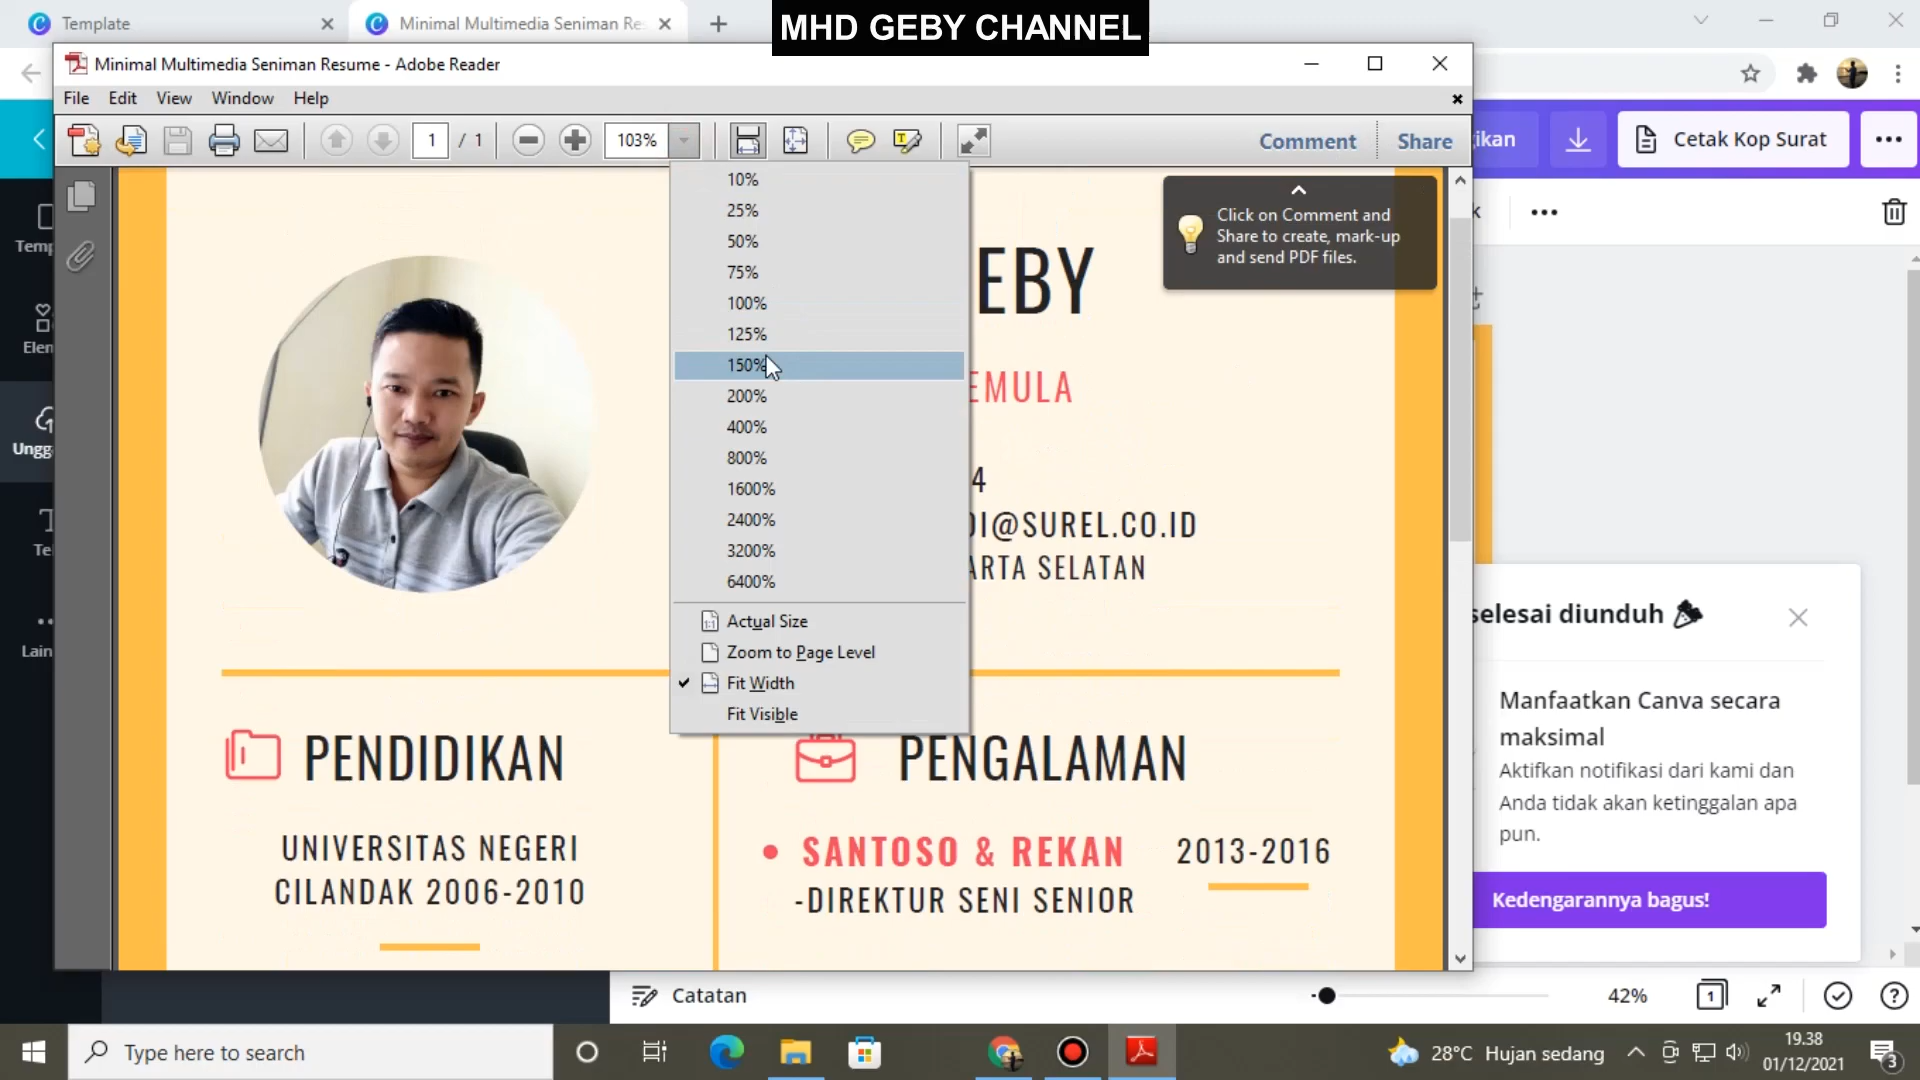 MHD GEBY CHANNEL
Template
Minimal Multimedia Seniman Re
Minimal Multimedia Seniman Resume - Adobe Reader
File Edit View Window Help
1 / 1
103%
Comment
Share
ikan
Cetak Kop Surat
10%
25%
50%
75%
100%
125%
150%
200%
400%
800%
1600%
2400%
3200%
6400%
Actual Size
Zoom to Page Level
Fit Width
Fit Visible
Click on Comment and
Share to create, mark-up
and send PDF files.
EBY
EMULA
4
DI@SUREL.CO.ID
ARTA SELATAN
PENDIDIKAN
UNIVERSITAS NEGERI
CILANDAK 2006-2010
PENGALAMAN
SANTOSO & REKAN 2013-2016
-DIREKTUR SENI SENIOR
Temp
Elen
Ungg
Te
Lain
selesai diunduh
Manfaatkan Canva secara
maksimal
Aktifkan notifikasi dari kami dan
Anda tidak akan ketinggalan apa
pun.
Kedengarannya bagus!
Catatan
42%
1
Type here to search
28°C Hujan sedang
19.38
01/12/2021
3